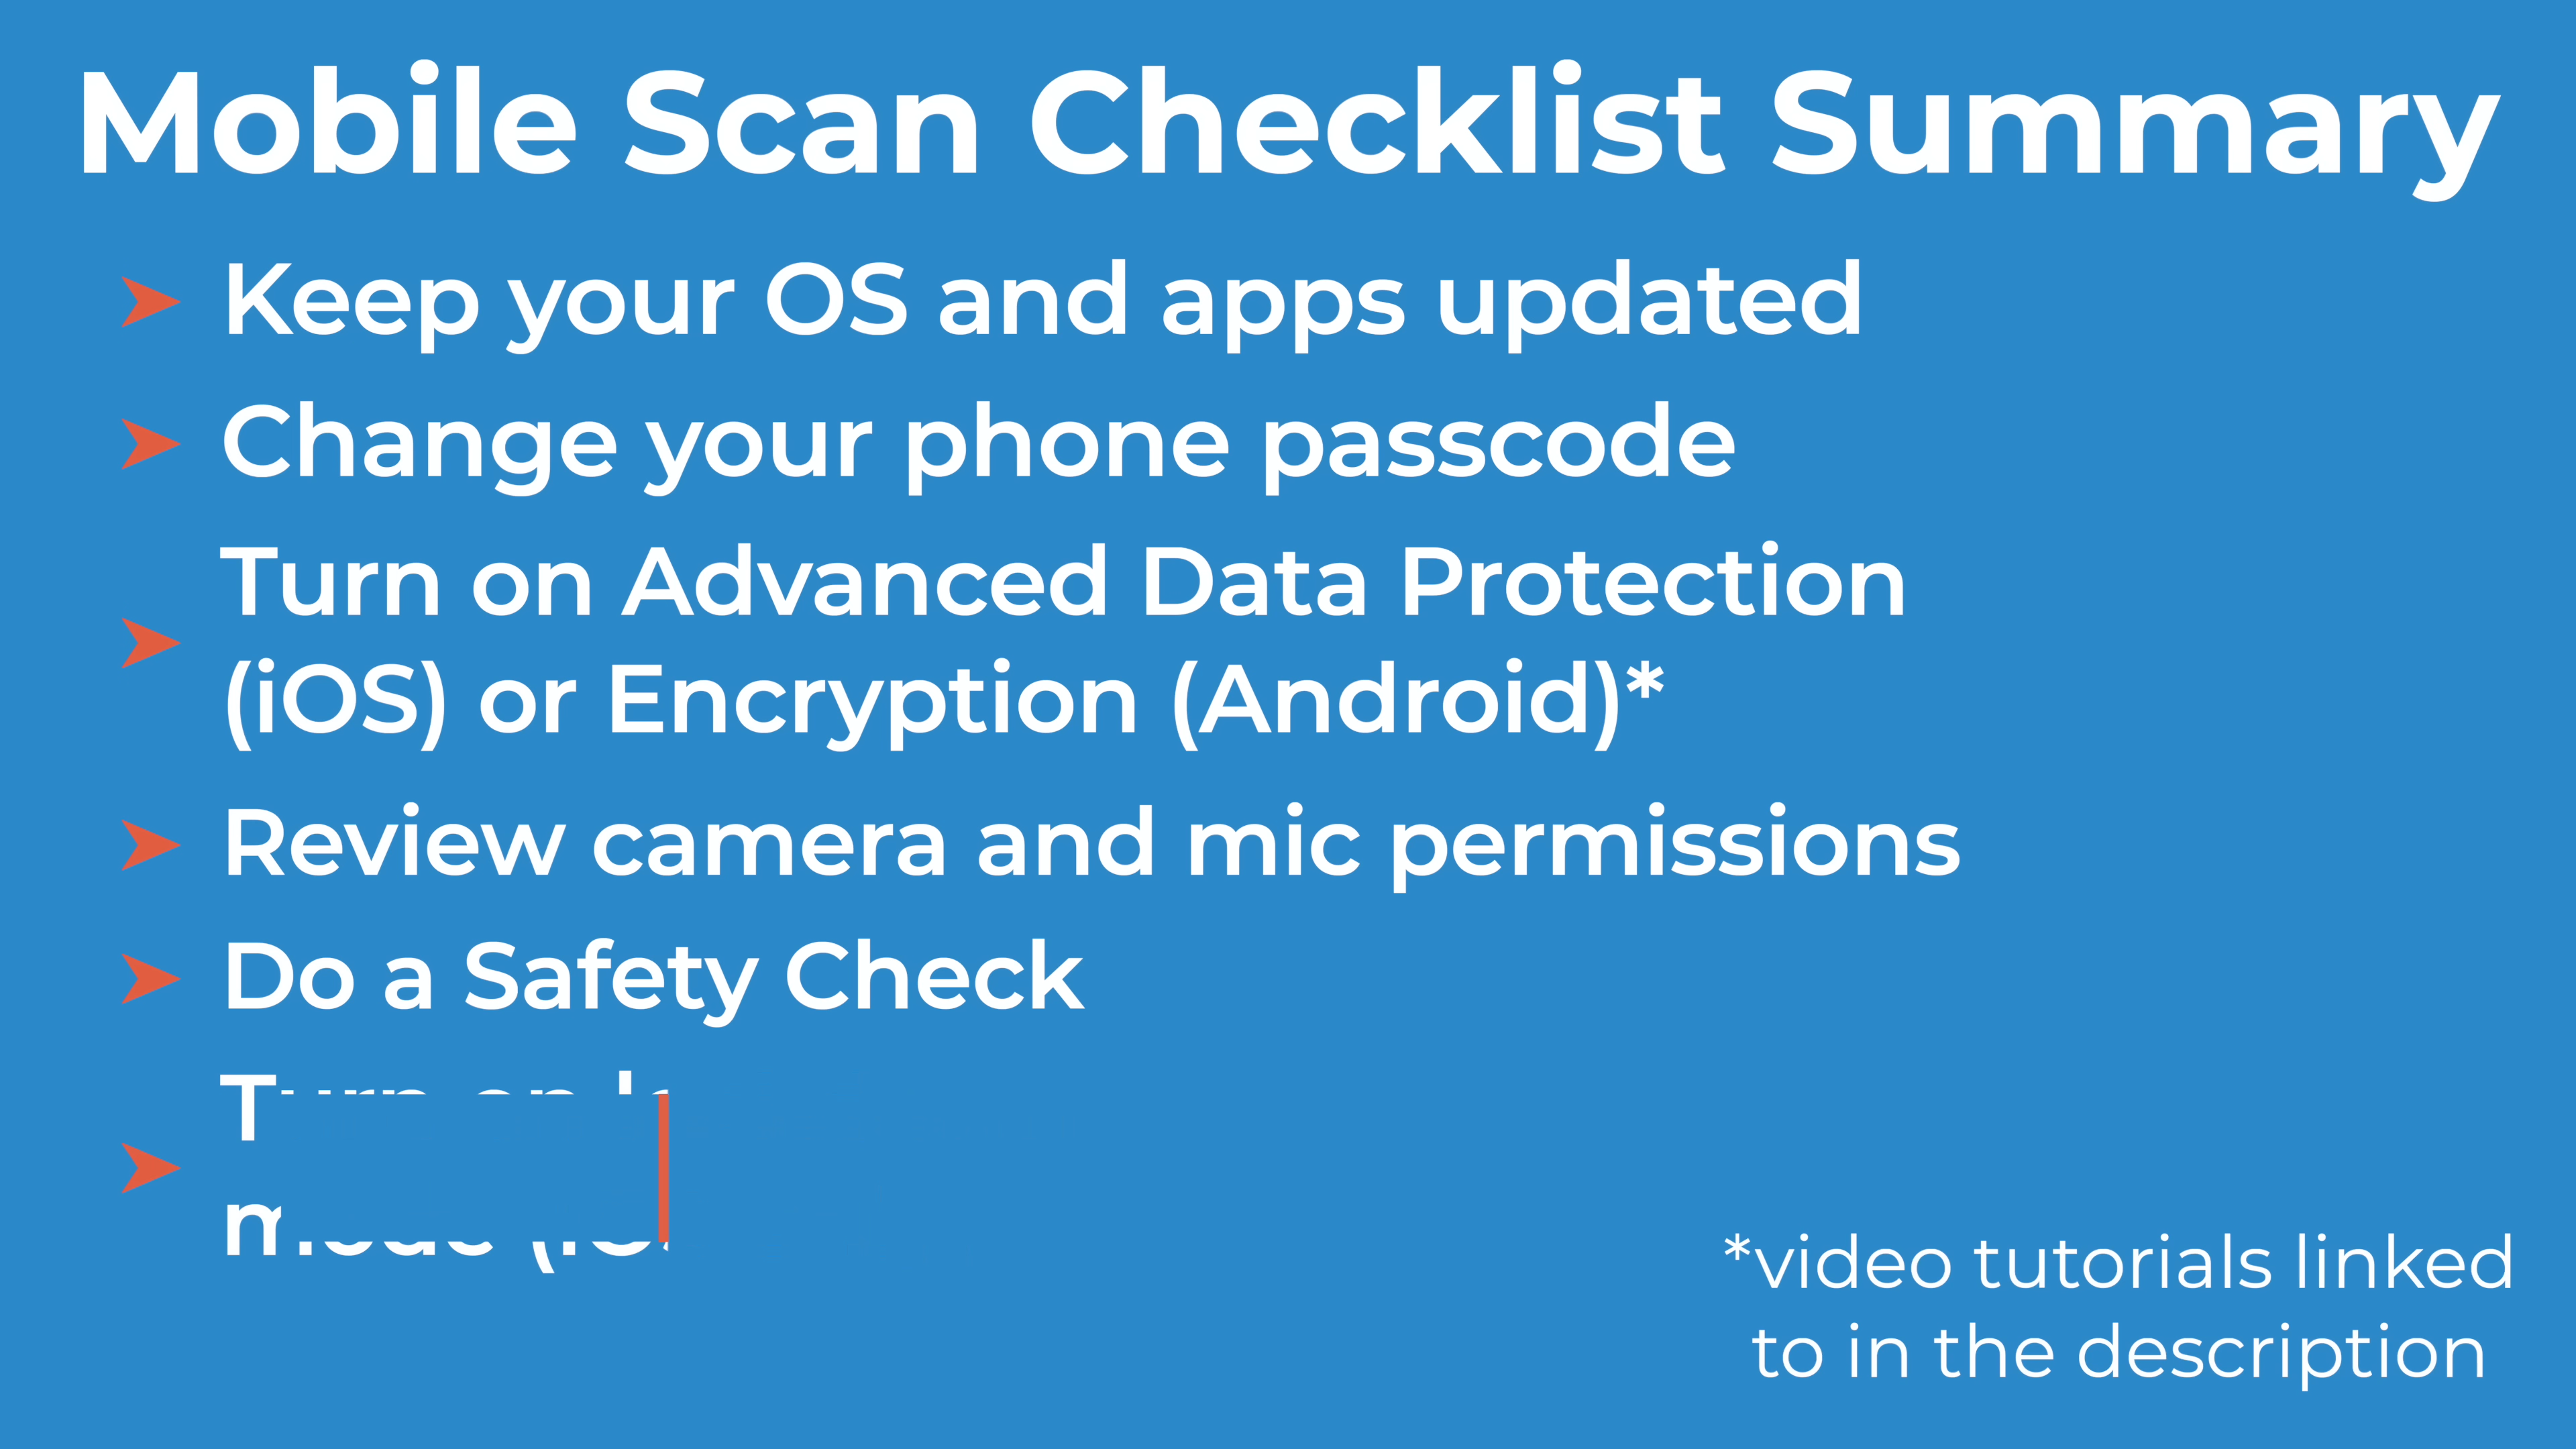 Mobile Scan Checklist Summary
➤ Keep your OS and apps updated
➤ Change your phone passcode
➤ Turn on Advanced Data Protection
(iOS) or Encryption (Android)*
➤ Review camera and mic permissions
➤ Do a Safety Check
➤ Turn on
*video tutorials linked
to in the description